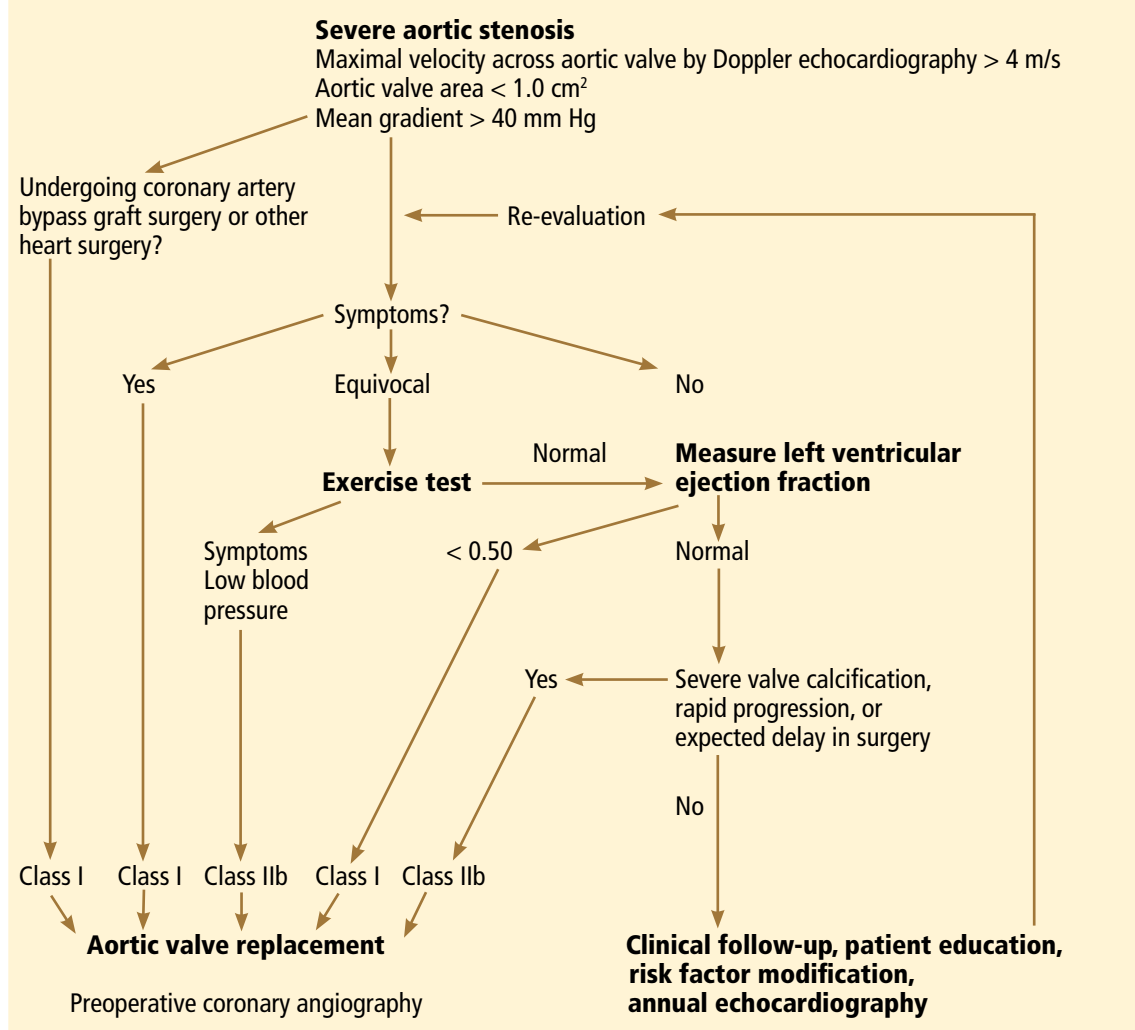 Severe aortic stenosis
Maximal velocity across aortic valve by Doppler echocardiography > 4 m/s
Aortic valve area < 1.0 cm²
Mean gradient > 40 mm Hg
Undergoing coronary artery
bypass graft surgery or other
heart surgery?
Re-evaluation
Symptoms?
Yes
Equivocal
No
Exercise test
Normal
Measure left ventricular
ejection fraction
Symptoms
Low blood
pressure
< 0.50
Normal
Yes
Severe valve calcification,
rapid progression, or
expected delay in surgery
No
Class I
Class I
Class IIb
Class I
Class IIb
Aortic valve replacement
Preoperative coronary angiography
Clinical follow-up, patient education,
risk factor modification,
annual echocardiography